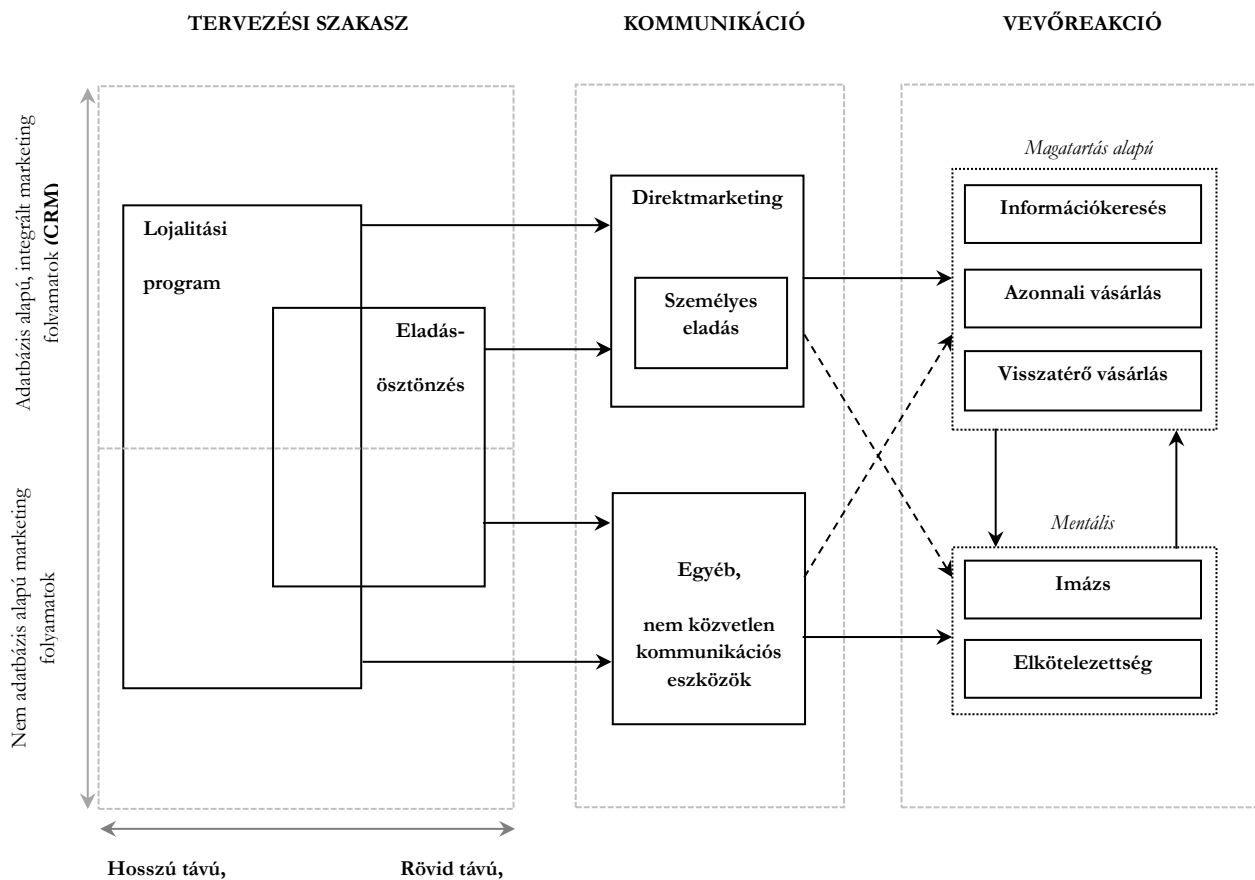 TERVEZÉSI SZAKASZ
KOMMUNIKÁCIÓ
VEVŐREAKCIÓ
Adatbázis alapú, integrált marketing
folyamatok (CRM)
Nem adatbázis alapú marketing
folyamatok
Lojalitási
program
Eladás-
ösztönzés
Direktmarketing
Személyes
eladás
Egyéb,
nem közvetlen
kommunikációs
eszközök
Magatartás alapú
Információkeresés
Azonnali vásárlás
Visszatérő vásárlás
Mentális
Imázs
Elkötelezettség
Hosszú távú,
Rövid távú,